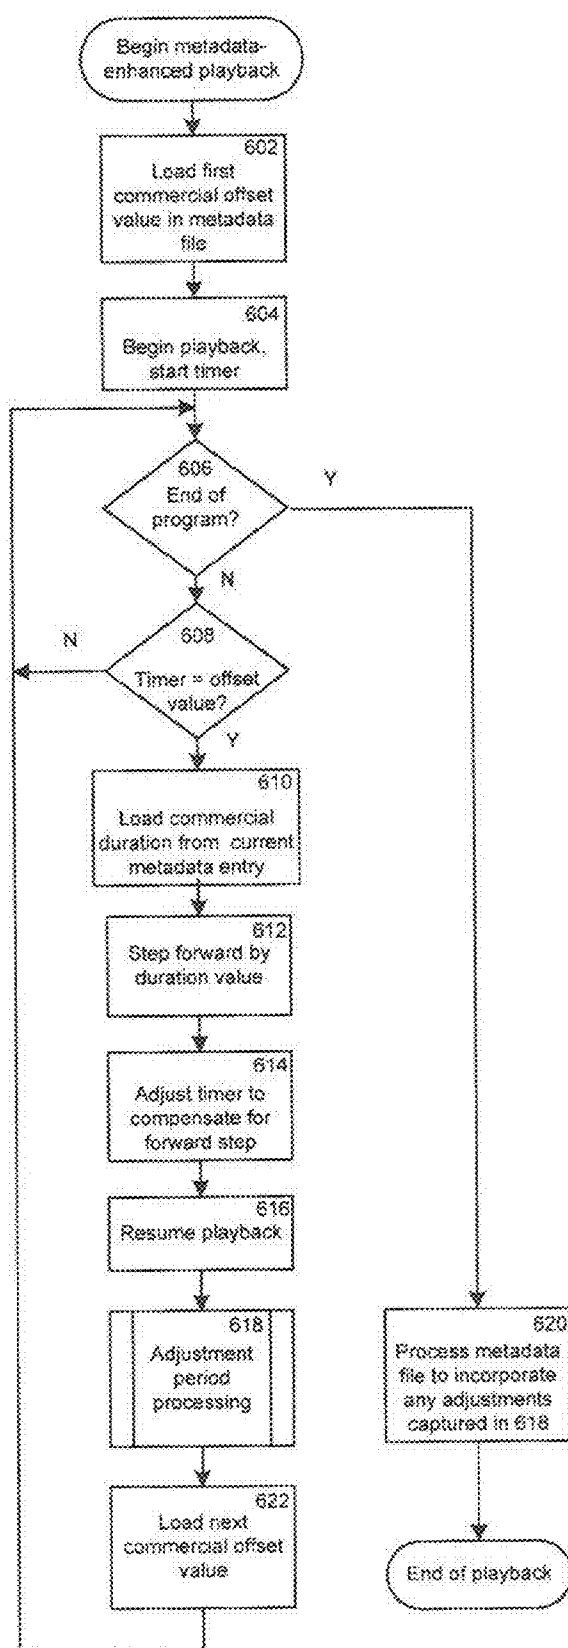 Begin metadata-
enhanced playback
602
Load first
commercial offset
value in metadata
file
604
Begin playback,
start timer
606
End of
program?
Y
N
608
Timer = offset
value?
N
Y
610
Load commercial
duration from current
metadata entry
612
Step forward by
duration value
614
Adjust timer to
compensate for
forward step
616
Resume playback
618
Adjustment
period
processing
620
Process metadata
file to incorporate
any adjustments
captured in 618
622
Load next
commercial offset
value
End of playback